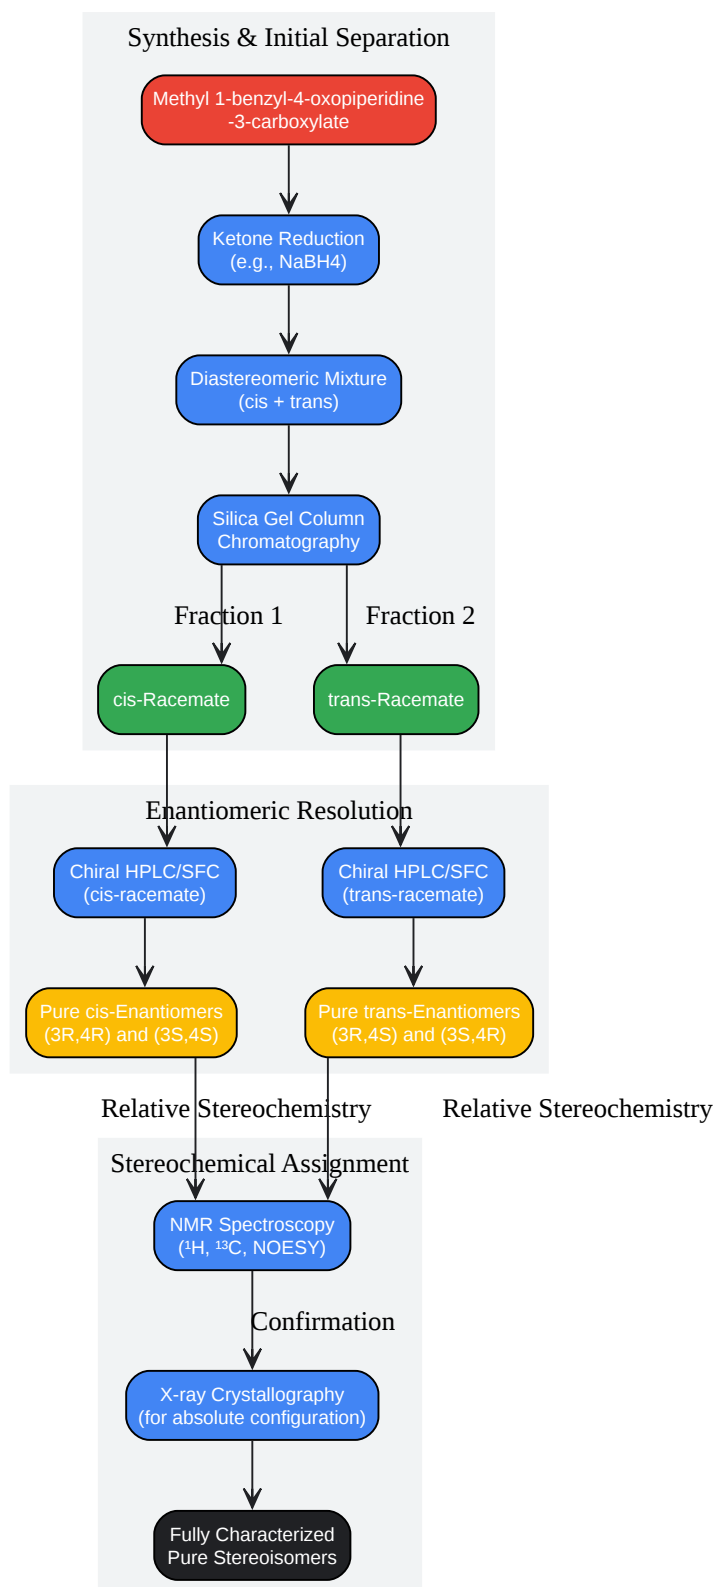 Synthesis & Initial Separation
Methyl 1-benzyl-4-oxopiperidine
-3-carboxylate
Ketone Reduction
(e.g., NaBH4)
Diastereomeric Mixture
(cis + trans)
Silica Gel Column
Chromatography
Fraction 1
Fraction 2
cis-Racemate
trans-Racemate
Enantiomeric Resolution
Chiral HPLC/SFC
(cis-racemate)
Chiral HPLC/SFC
(trans-racemate)
Pure cis-Enantiomers
(3R,4R) and (3S,4S)
Pure trans-Enantiomers
(3R,4S) and (3S,4R)
Relative Stereochemistry
Relative Stereochemistry
Stereochemical Assignment
NMR Spectroscopy
(¹H, ¹³C, NOESY)
Confirmation
X-ray Crystallography
(for absolute configuration)
Fully Characterized
Pure Stereoisomers